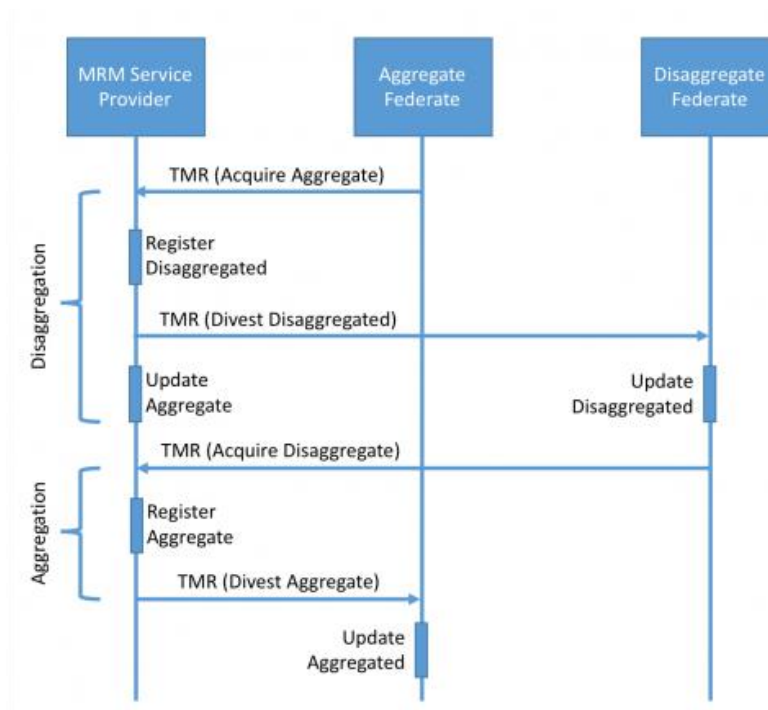 MRM Service
Provider
Aggregate
Federate
Disaggregate
Federate
TMR (Acquire Aggregate)
Disaggregation
Register
Disaggregated
TMR (Divest Disaggregated)
Update
Aggregate
Update
Disaggregated
TMR (Acquire Disaggregate)
Aggregation
Register
Aggregate
TMR (Divest Aggregate)
Update
Aggregated